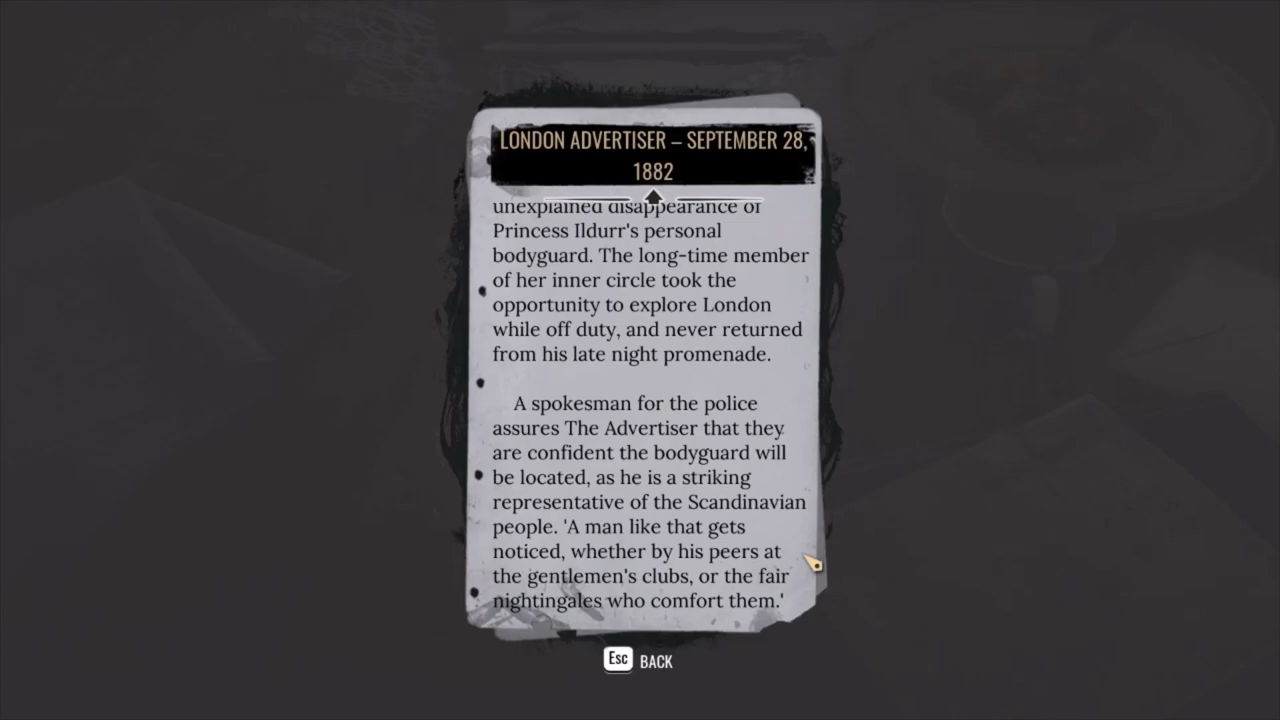 LONDON ADVERTISER – SEPTEMBER 28,
1882
unexplained disappearance of
Princess Ildurr's personal
bodyguard. The long-time member
of her inner circle took the
opportunity to explore London
while off duty, and never returned
from his late night promenade.
A spokesman for the police
assures The Advertiser that they
are confident the bodyguard will
be located, as he is a striking
representative of the Scandinavian
people. 'A man like that gets
noticed, whether by his peers at
the gentlemen's clubs, or the fair
nightingales who comfort them.'
Esc BACK